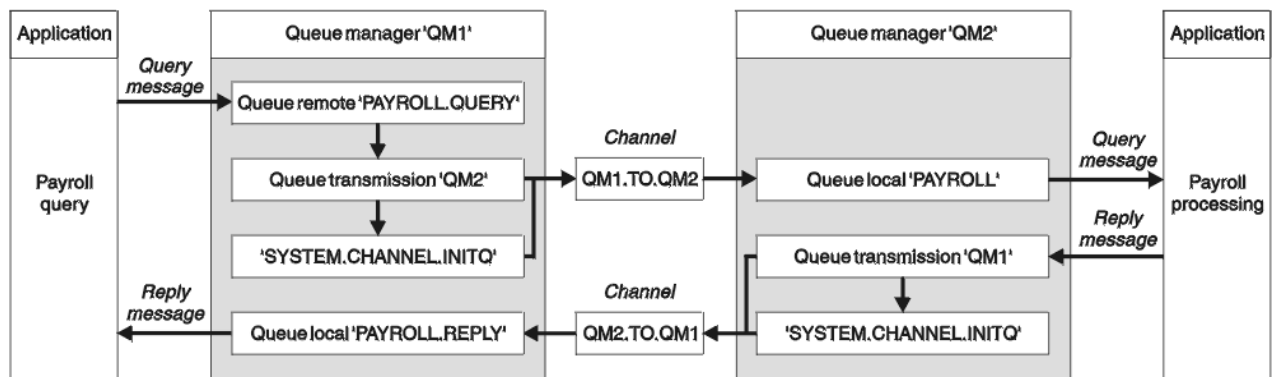 Application
Queue manager 'QM1'
Queue manager 'QM2'
Application
Query
message
Queue remote 'PAYROLL.QUERY'
Channel
Query
message
Payroll
query
Queue transmission 'QM2'
QM1.TO.QM2
Queue local 'PAYROLL'
Payroll
processing
Reply
message
'SYSTEM.CHANNEL.INITQ'
Queue transmission 'QM1'
Reply
message
Channel
Queue local 'PAYROLL.REPLY'
QM2.TO.QM1
'SYSTEM.CHANNEL.INITQ'